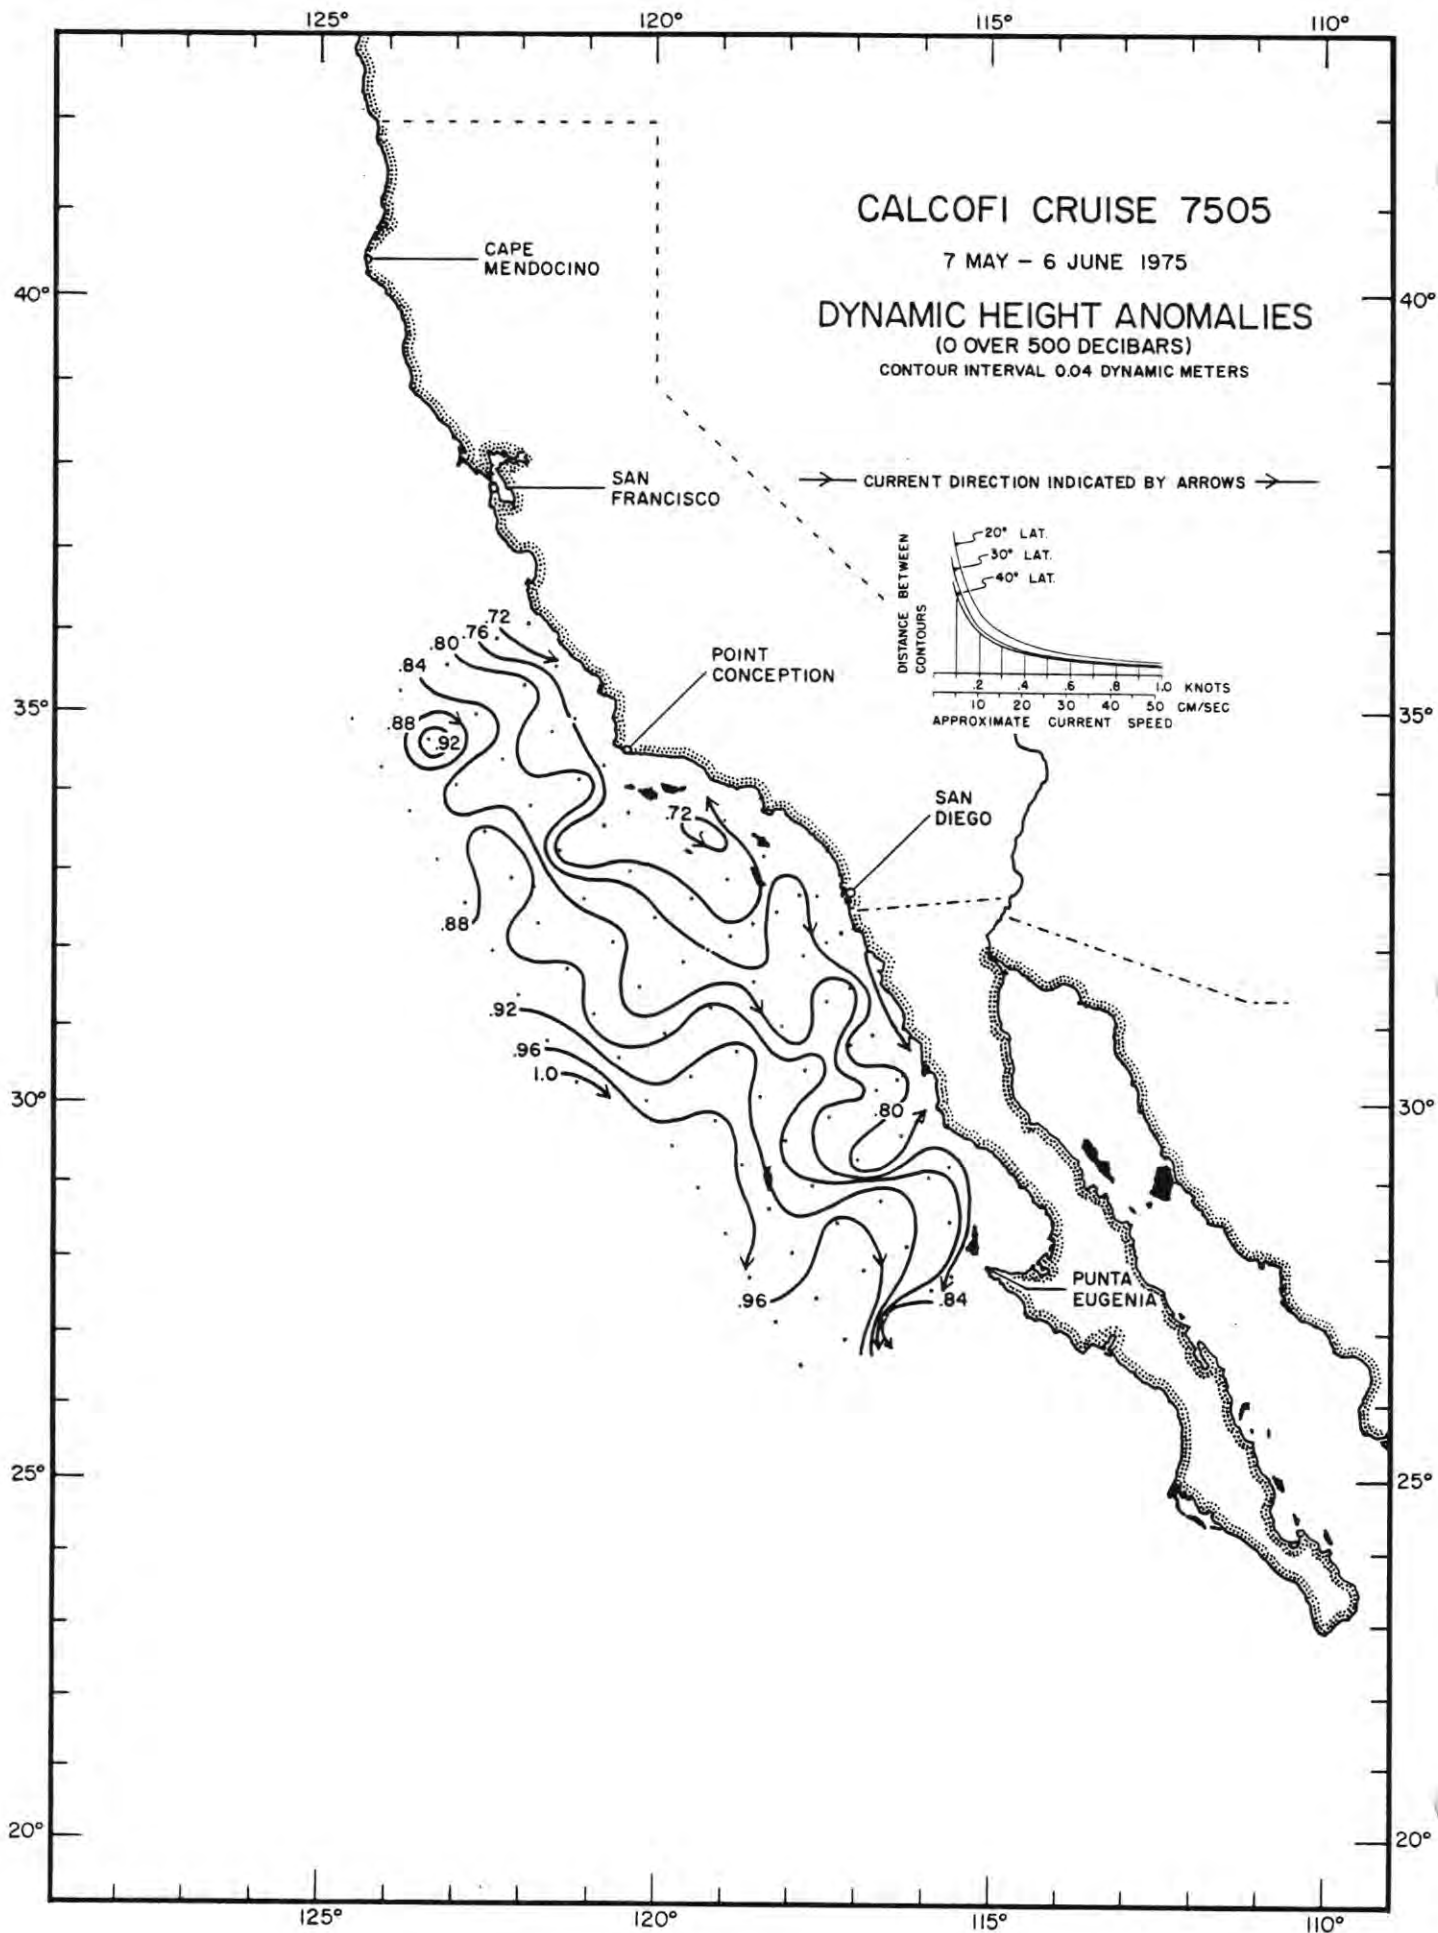 125° 120° 115° 110°
CALCOFI CRUISE 7505
7 MAY – 6 JUNE 1975
DYNAMIC HEIGHT ANOMALIES
(0 OVER 500 DECIBARS)
CONTOUR INTERVAL 0.04 DYNAMIC METERS
CAPE
MENDOCINO
40° 40°
SAN
FRANCISCO
CURRENT DIRECTION INDICATED BY ARROWS
DISTANCE BETWEEN
CONTOURS
20° LAT.
30° LAT.
40° LAT.
.2 .4 .6 .8 1.0 KNOTS
10 20 30 40 50 CM/SEC
APPROXIMATE CURRENT SPEED
.72
.76
.80
.84
POINT
CONCEPTION
35° 35°
.88
.92
SAN
DIEGO
.72
.88
.92
.96
1.0
30° 30°
.80
PUNTA
EUGENIA
.96
.84
25° 25°
20° 20°
125° 120° 115° 110°